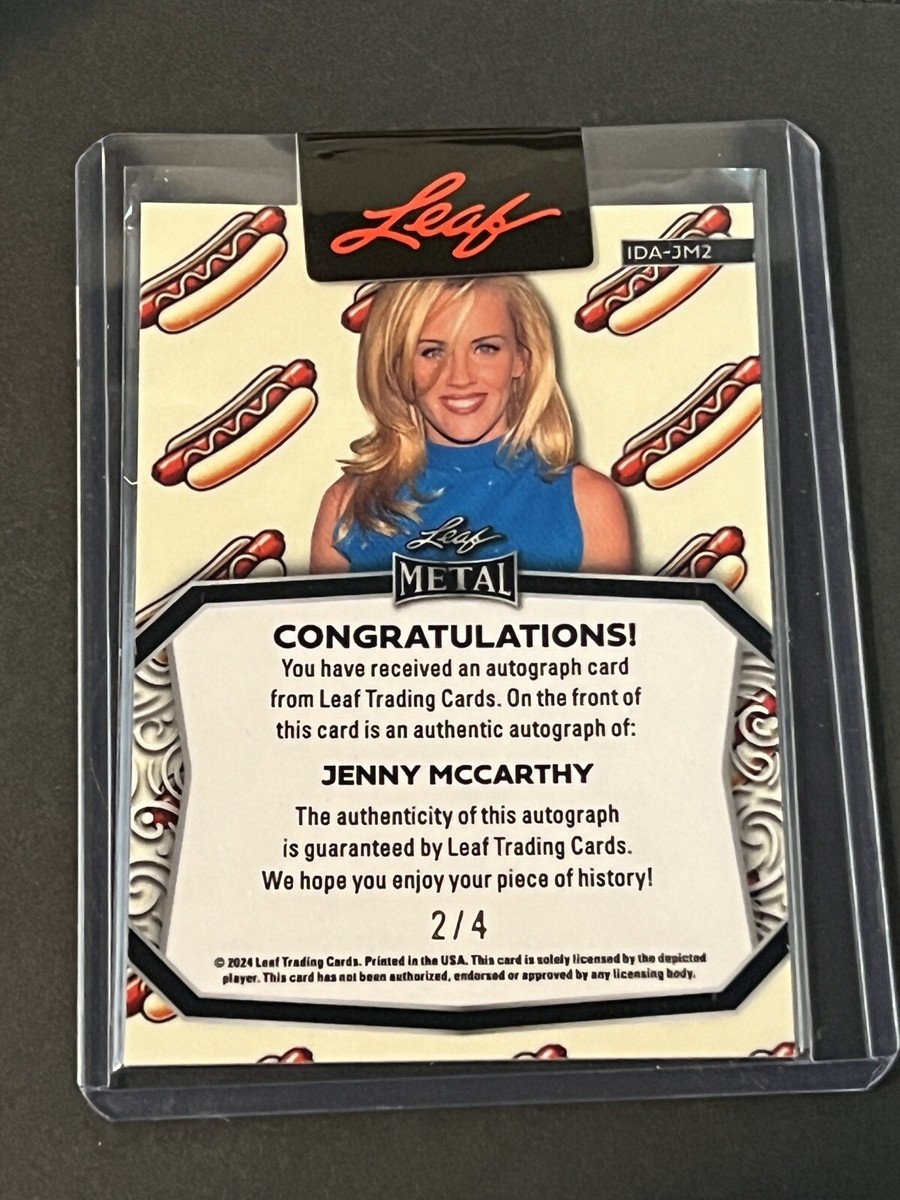 Leaf
IDA-JM2
Leaf
METAL
CONGRATULATIONS!
You have received an autograph card
from Leaf Trading Cards. On the front of
this card is an authentic autograph of:
JENNY MCCARTHY
The authenticity of this autograph
is guaranteed by Leaf Trading Cards.
We hope you enjoy your piece of history!
2/4
© 2024 Leaf Trading Cards. Printed in the USA. This card is solely licensed by the depicted
player. This card has not been authorized, endorsed or approved by any licensing body.